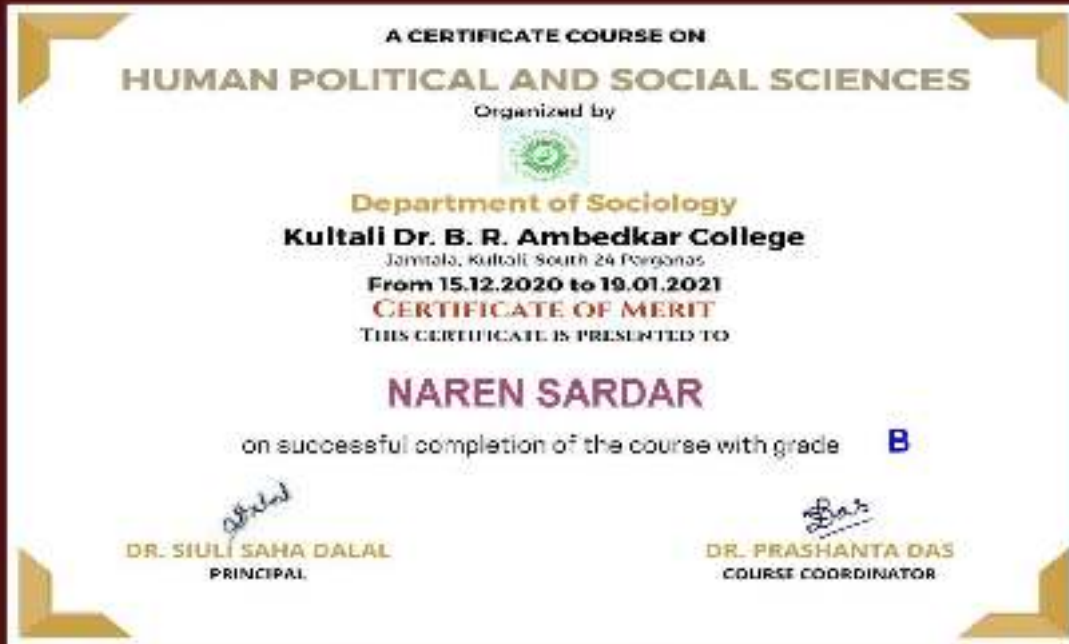 A CERTIFICATE COURSE ON
HUMAN POLITICAL AND SOCIAL SCIENCES
Organized by
Department of Sociology
Kultali Dr. B. R. Ambedkar College
Jamtala, Kultali, South 24 Parganas
From 15.12.2020 to 19.01.2021
CERTIFICATE OF MERIT
THIS CERTIFICATE IS PRESENTED TO
NAREN SARDAR
on successful completion of the course with grade B
Das
DR. SIULI SAHA DALAL DR. PRASHANTA DAS
PRINCIPAL COURSE COORDINATOR